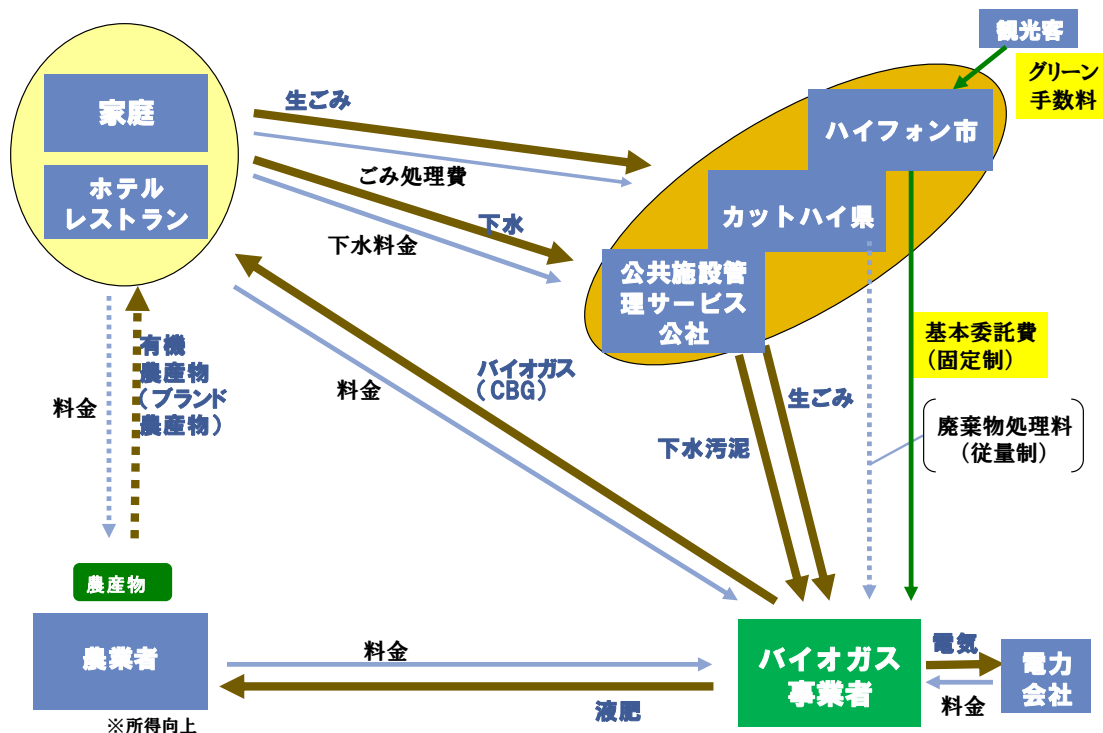 観光客
グリーン
手数料
家庭
ホテル
レストラン
生ごみ
ごみ処理費
下水
下水料金
ハイフォン市
カットハイ県
公共施設管
理サービス
公社
有機
農産物
(ブランド
農産物)
料金
料金
バイオガス
(CBG)
生ごみ
下水汚泥
基本委託費
(固定制)
廃棄物処理料
(従量制)
農産物
農業者
※所得向上
料金
液肥
バイオガス
事業者
電気
料金
電力
会社